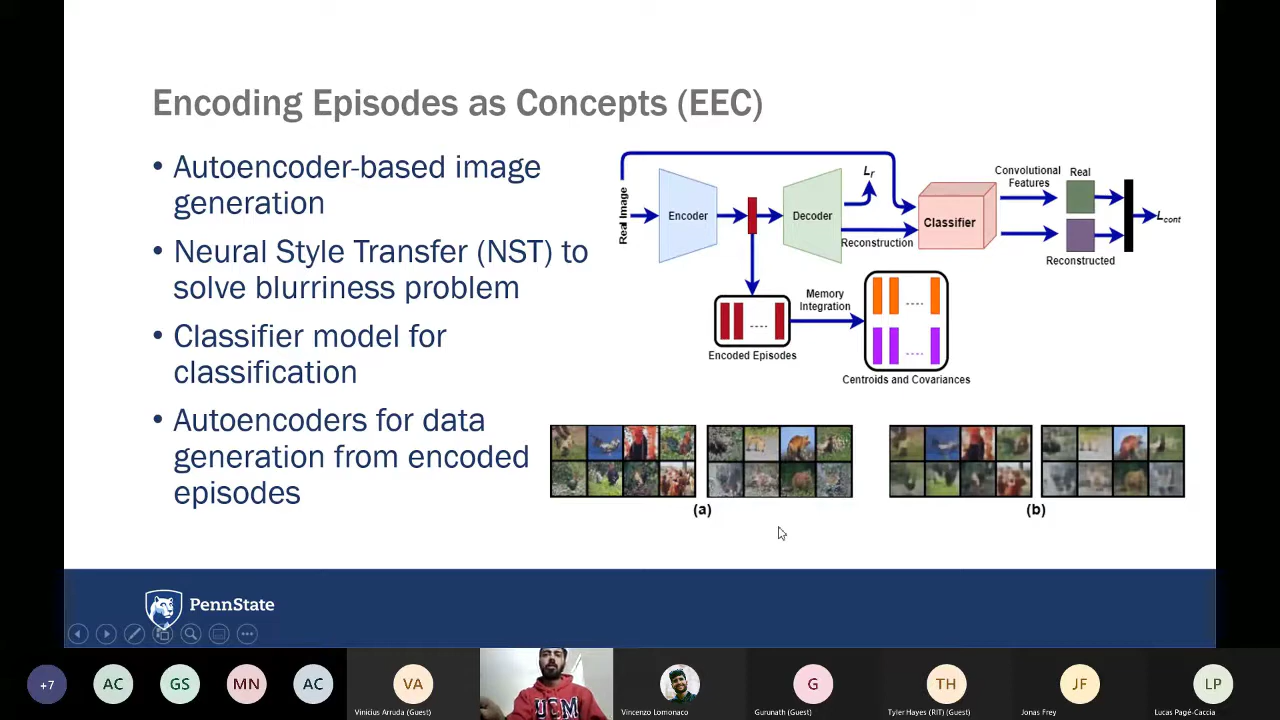 Encoding Episodes as Concepts (EEC)
• Autoencoder-based image
generation
• Neural Style Transfer (NST) to
solve blurriness problem
• Classifier model for
classification
• Autoencoders for data
generation from encoded
episodes
Real Image
Encoder
Decoder
Lr
Reconstruction
Classifier
Convolutional
Features
Real
Reconstructed
Lcont
....
Encoded Episodes
Memory
Integration
....
....
Centroids and Covariances
(a)
(b)
PennState
+7
AC
GS
MN
AC
VA
Vinicius Arruda (Guest)
UCM
Vincenzo Lomonaco
G
Gurunath (Guest)
TH
Tyler Hayes (RIT) (Guest)
JF
Jonas Frey
LP
Lucas Pagé-Caccia